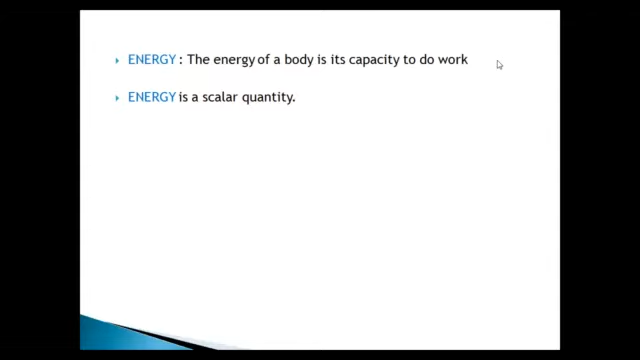 ENERGY : The energy of a body is its capacity to do work
ENERGY is a scalar quantity.